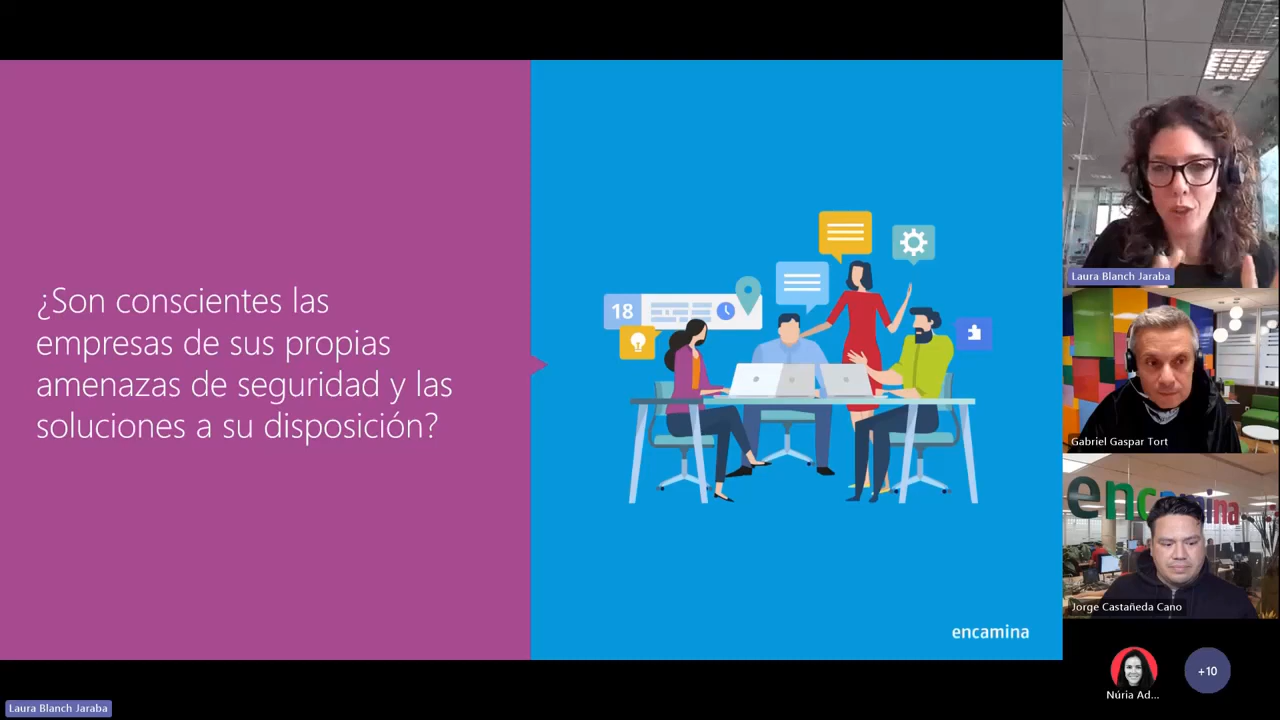 ¿Son conscientes las
empresas de sus propias
amenazas de seguridad y las
soluciones a su disposición?
18
encamina
Laura Blanch Jaraba
Gabriel Gaspar Tort
encamina
Jorge Castañeda Cano
Núria Ad...
+10
Laura Blanch Jaraba